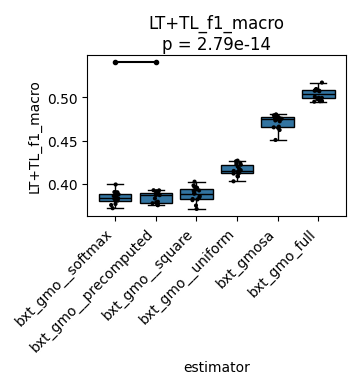 LT+TL_f1_macro
p = 2.79e-14
LT+TL_f1_macro
0.50
0.45
0.40
bxt_gmo__softmax
bxt_gmo__precomputed
bxt_gmo__square
bxt_gmo__uniform
bxt_gmosa
bxt_gmo_full
estimator